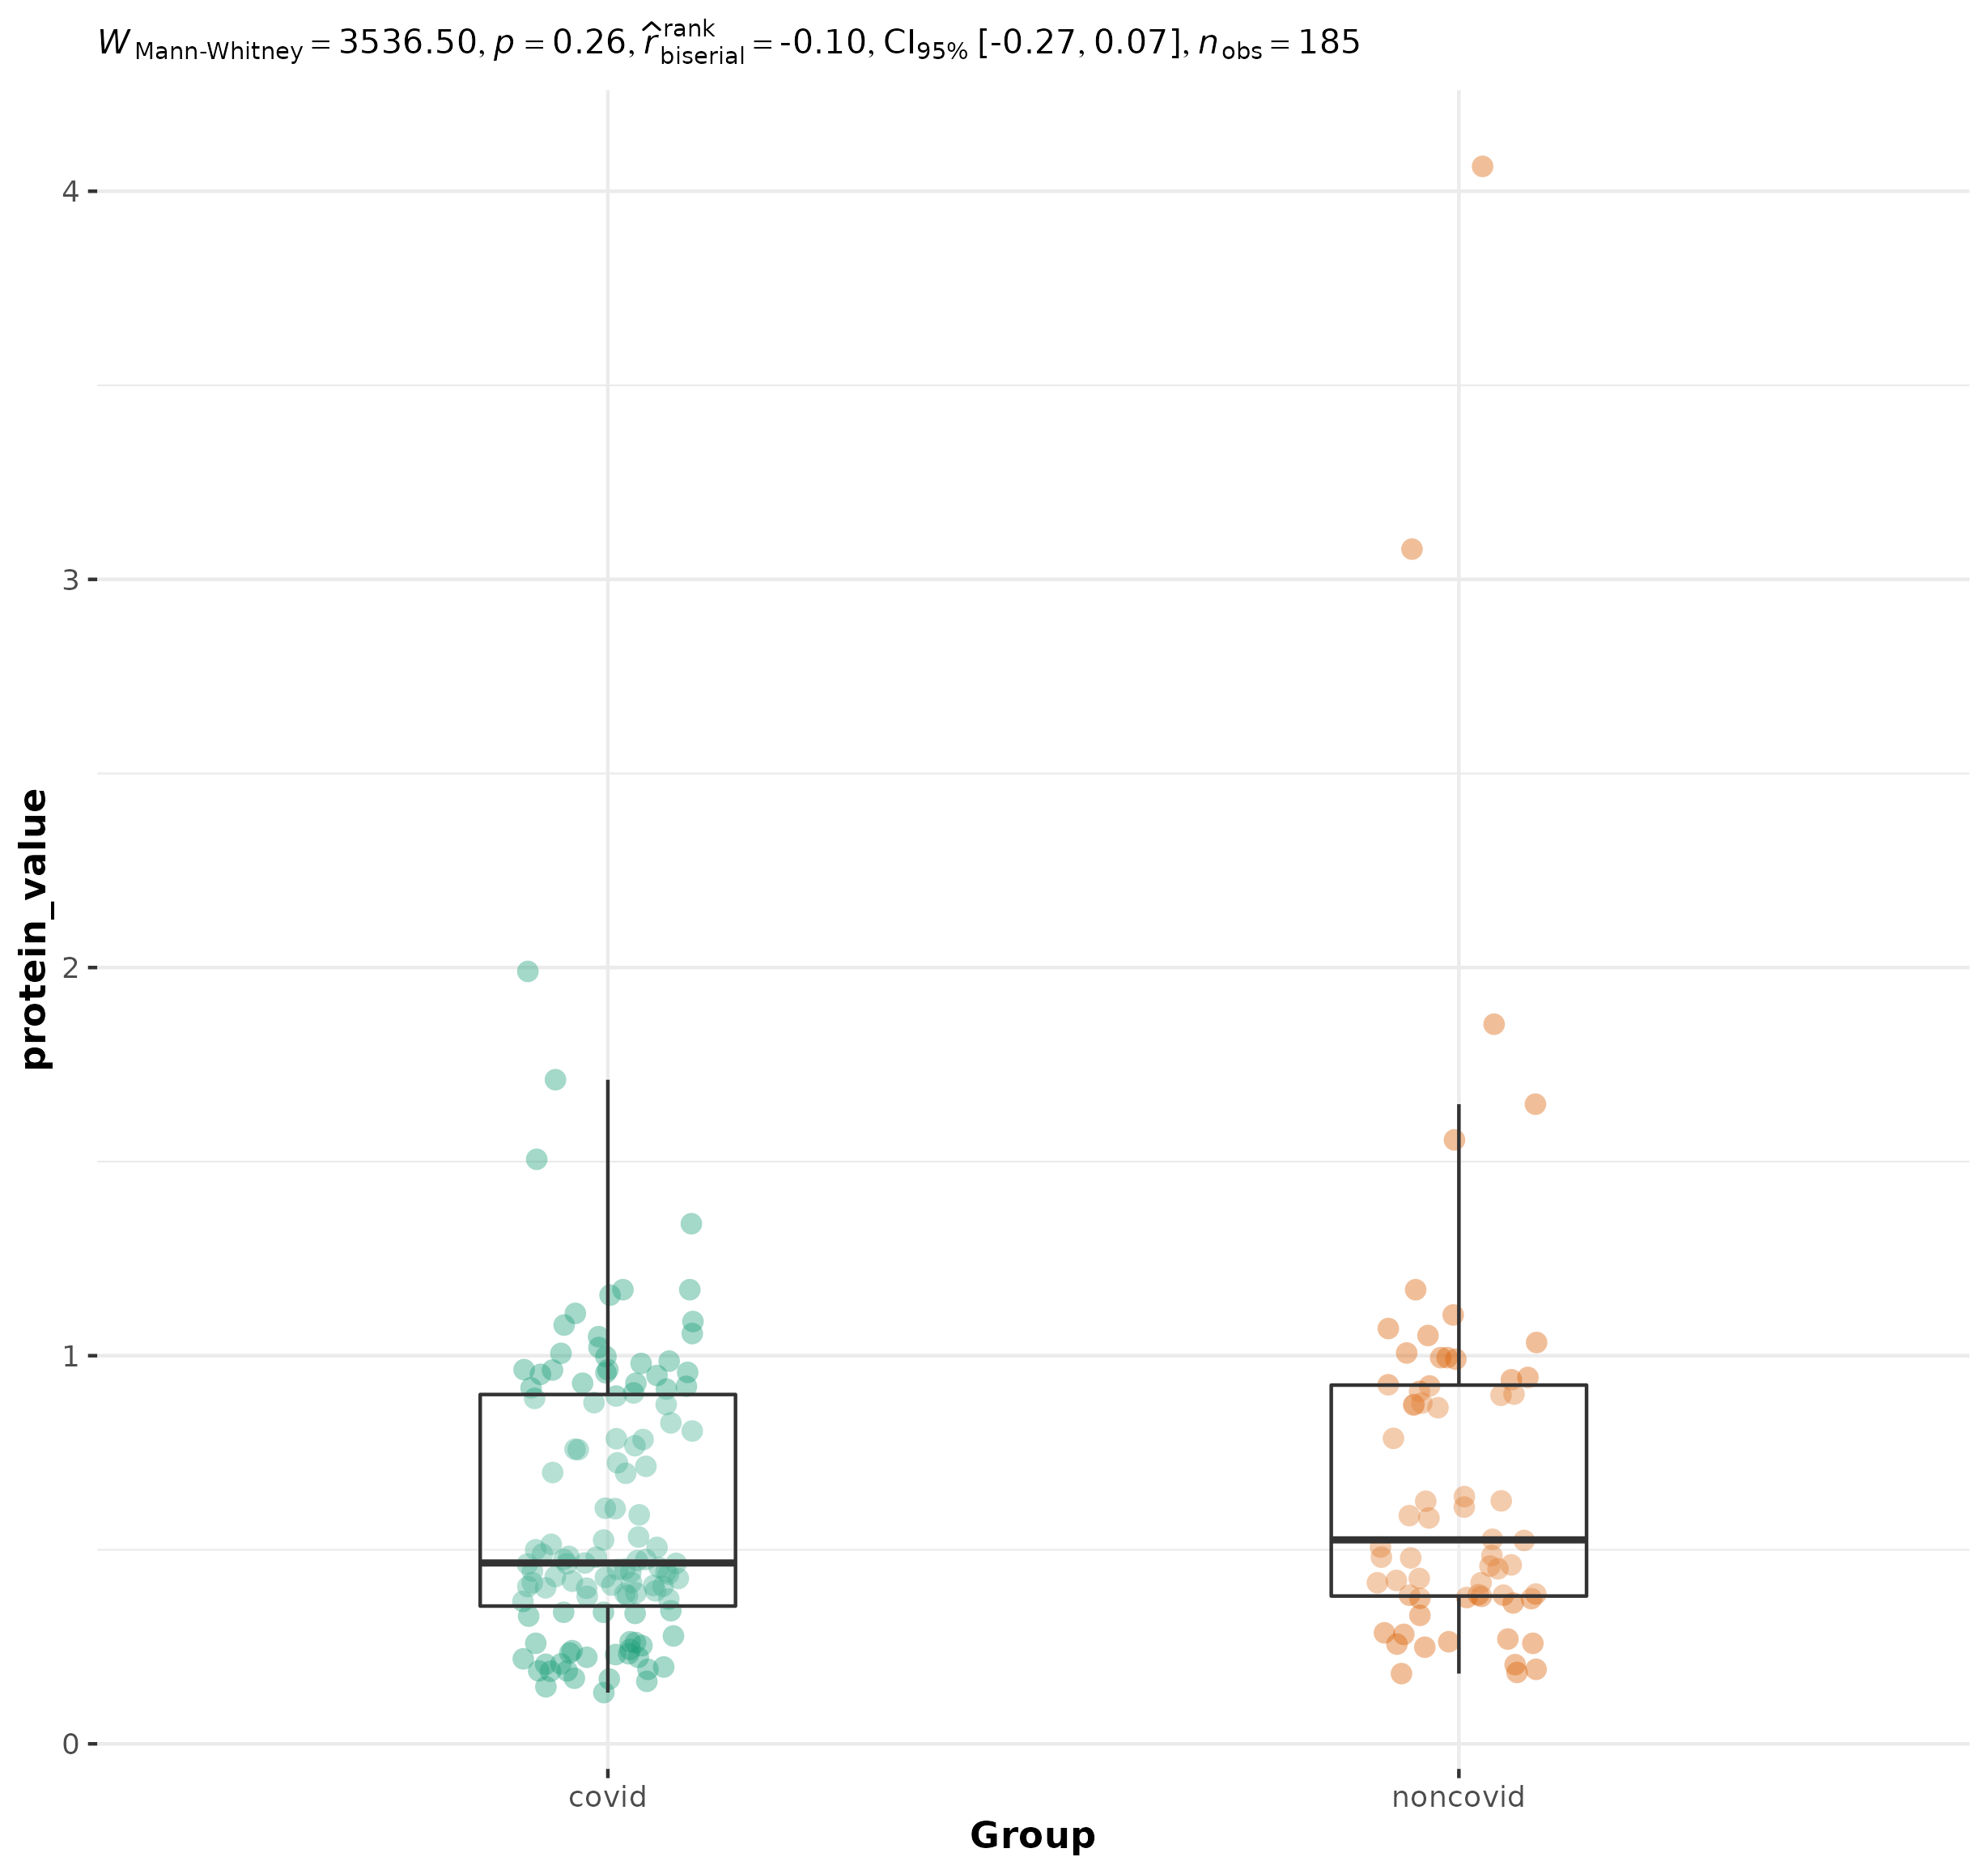 W Mann-Whitney = 3536.50, p = 0.26, r̂ rank biserial = -0.10, CI95% [-0.27, 0.07], nobs = 185
4
3
2
1
0
protein_value
covid noncovid
Group